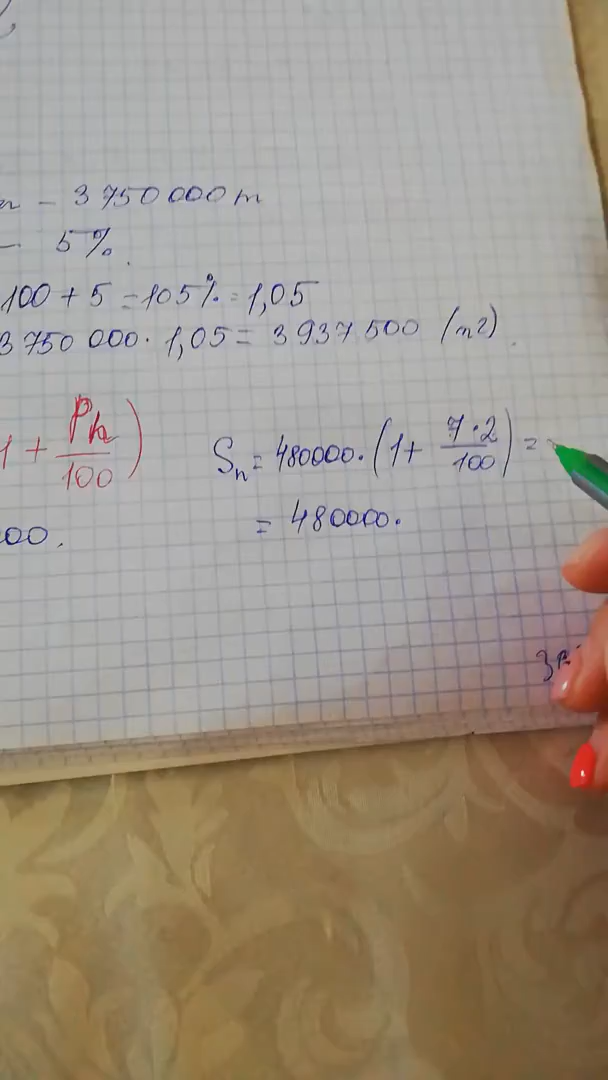 – 3 750 000 т
– 5 %.
100 + 5 = 105% = 1,05
3 750 000 · 1,05 = 3 937 500 (п2).
1 + Pn/100) Sn = 480000 · (1 + 7·2/100) =
00. = 480000 ·